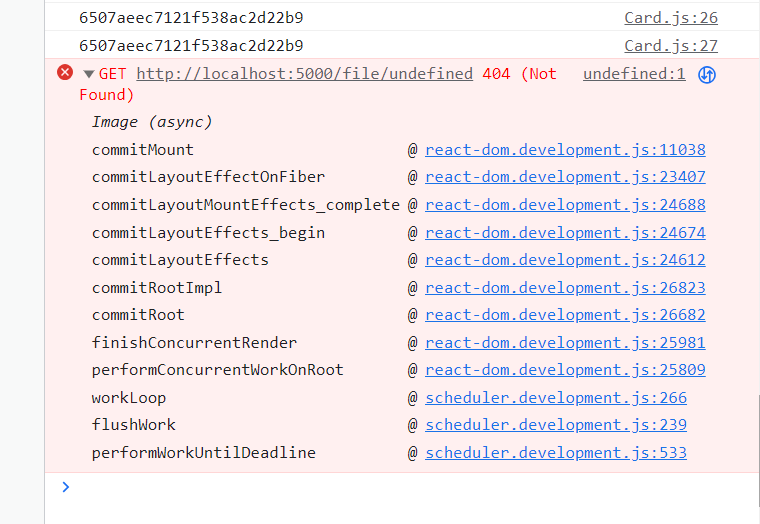 6507aeec7121f538ac2d22b9 Card.js:26
6507aeec7121f538ac2d22b9 Card.js:27
▼GET http://localhost:5000/file/undefined 404 (Not undefined:1
Found)
Image (async)
commitMount @ react-dom.development.js:11038
commitLayoutEffectOnFiber @ react-dom.development.js:23407
commitLayoutMountEffects_complete @ react-dom.development.js:24688
commitLayoutEffects_begin @ react-dom.development.js:24674
commitLayoutEffects @ react-dom.development.js:24612
commitRootImpl @ react-dom.development.js:26823
commitRoot @ react-dom.development.js:26682
finishConcurrentRender @ react-dom.development.js:25981
performConcurrentWorkOnRoot @ react-dom.development.js:25809
workLoop @ scheduler.development.js:266
flushWork @ scheduler.development.js:239
performWorkUntilDeadline @ scheduler.development.js:533